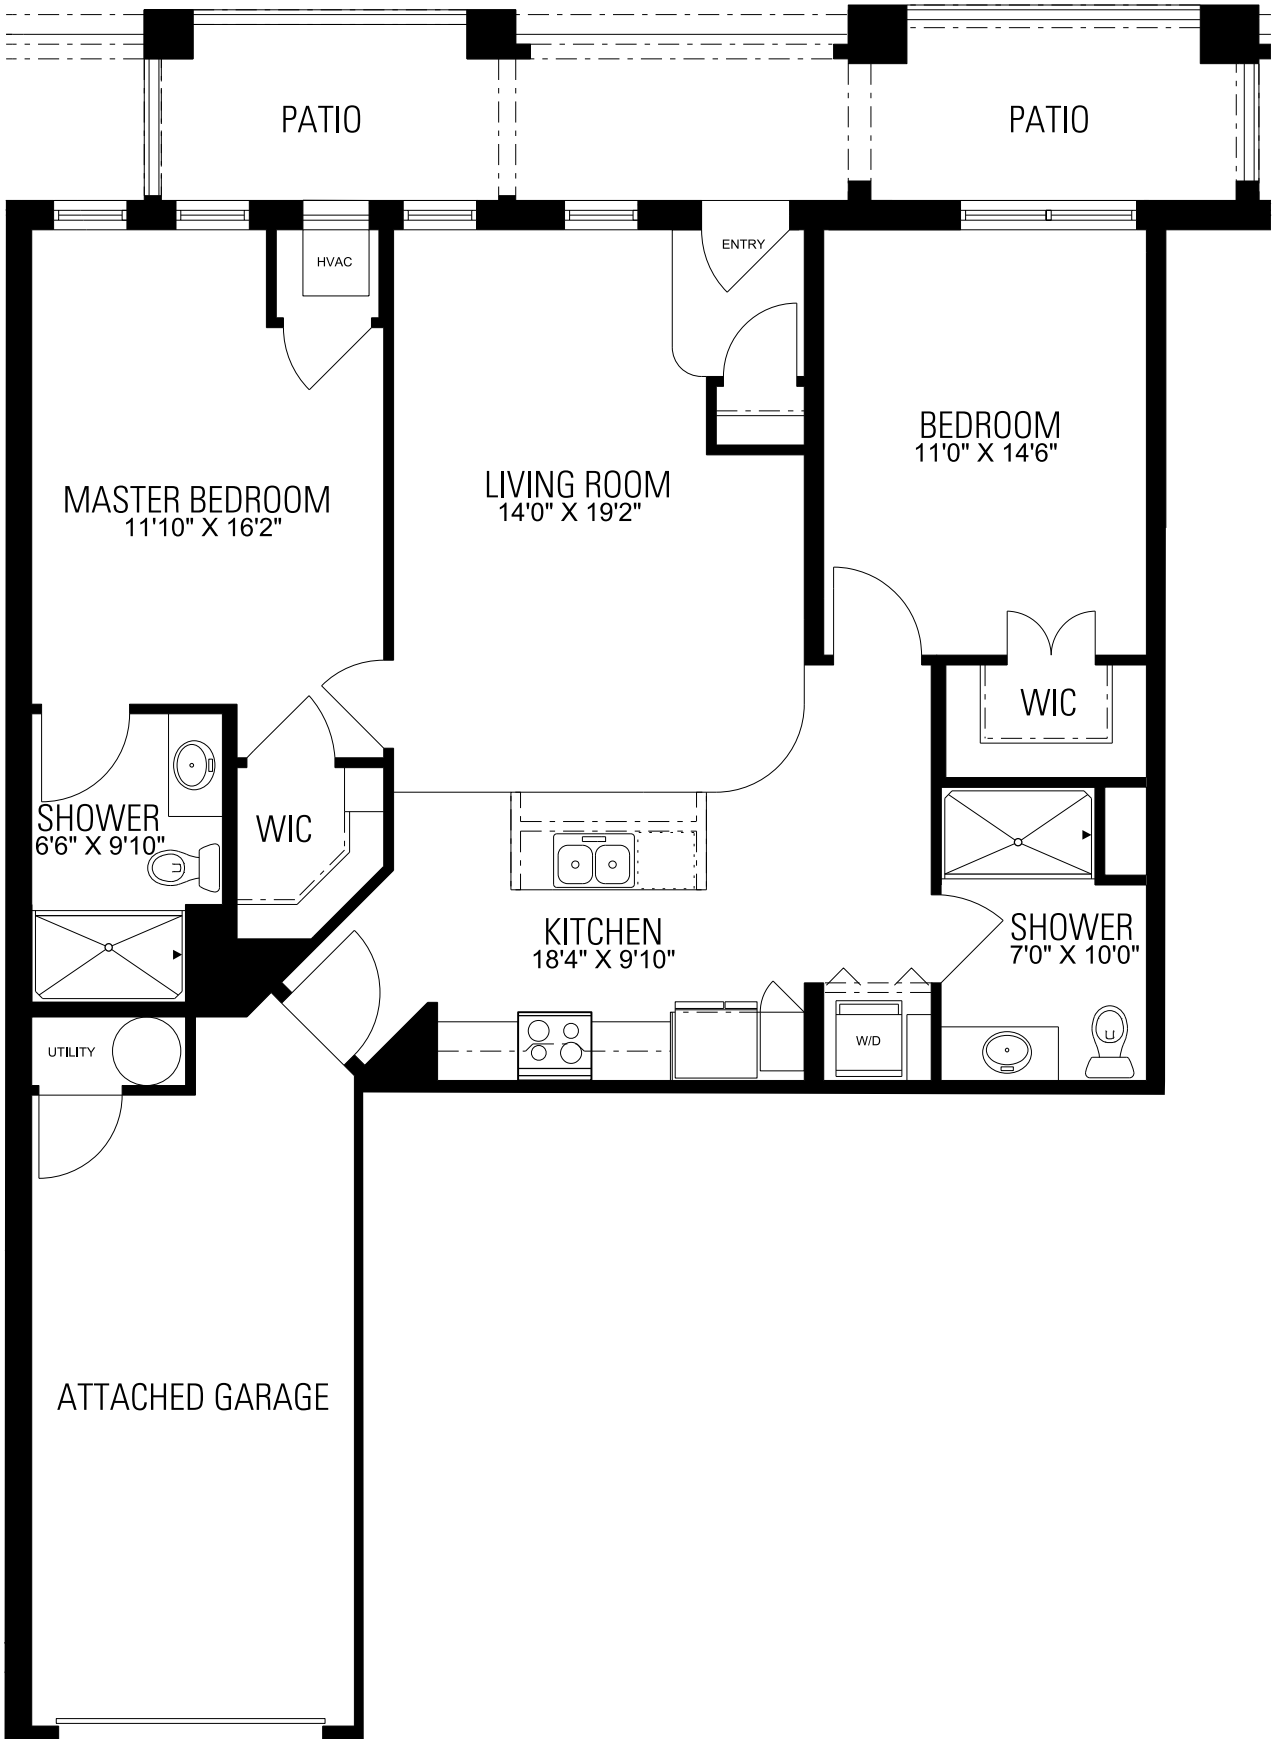 PATIO
PATIO
ENTRY
HVAC
BEDROOM
11'0" X 14'6"
LIVING ROOM
14'0" X 19'2"
MASTER BEDROOM
11'10" X 16'2"
WIC
SHOWER
6'6" X 9'10"
WIC
KITCHEN
18'4" X 9'10"
SHOWER
7'0" X 10'0"
W/D
UTILITY
ATTACHED GARAGE